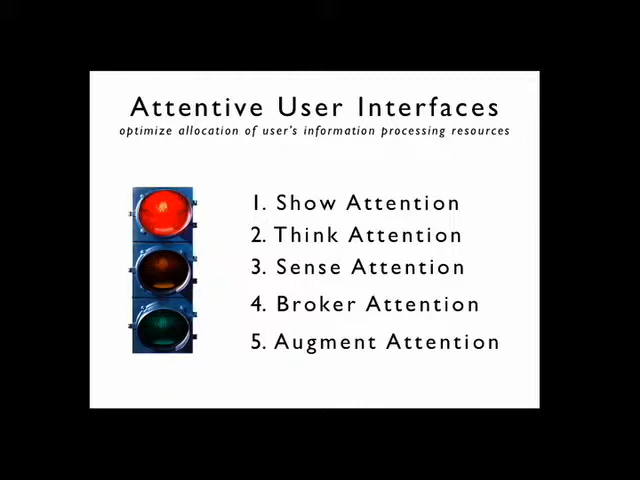 Attentive User Interfaces
optimize allocation of user's information processing resources
1. Show Attention
2. Think Attention
3. Sense Attention
4. Broker Attention
5. Augment Attention